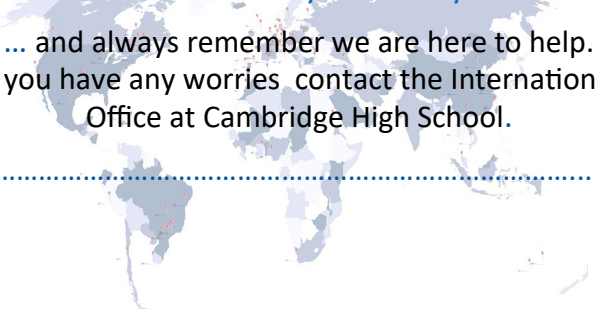 ... and always remember we are here to help.
you have any worries  contact the Internation
Office at Cambridge High School.